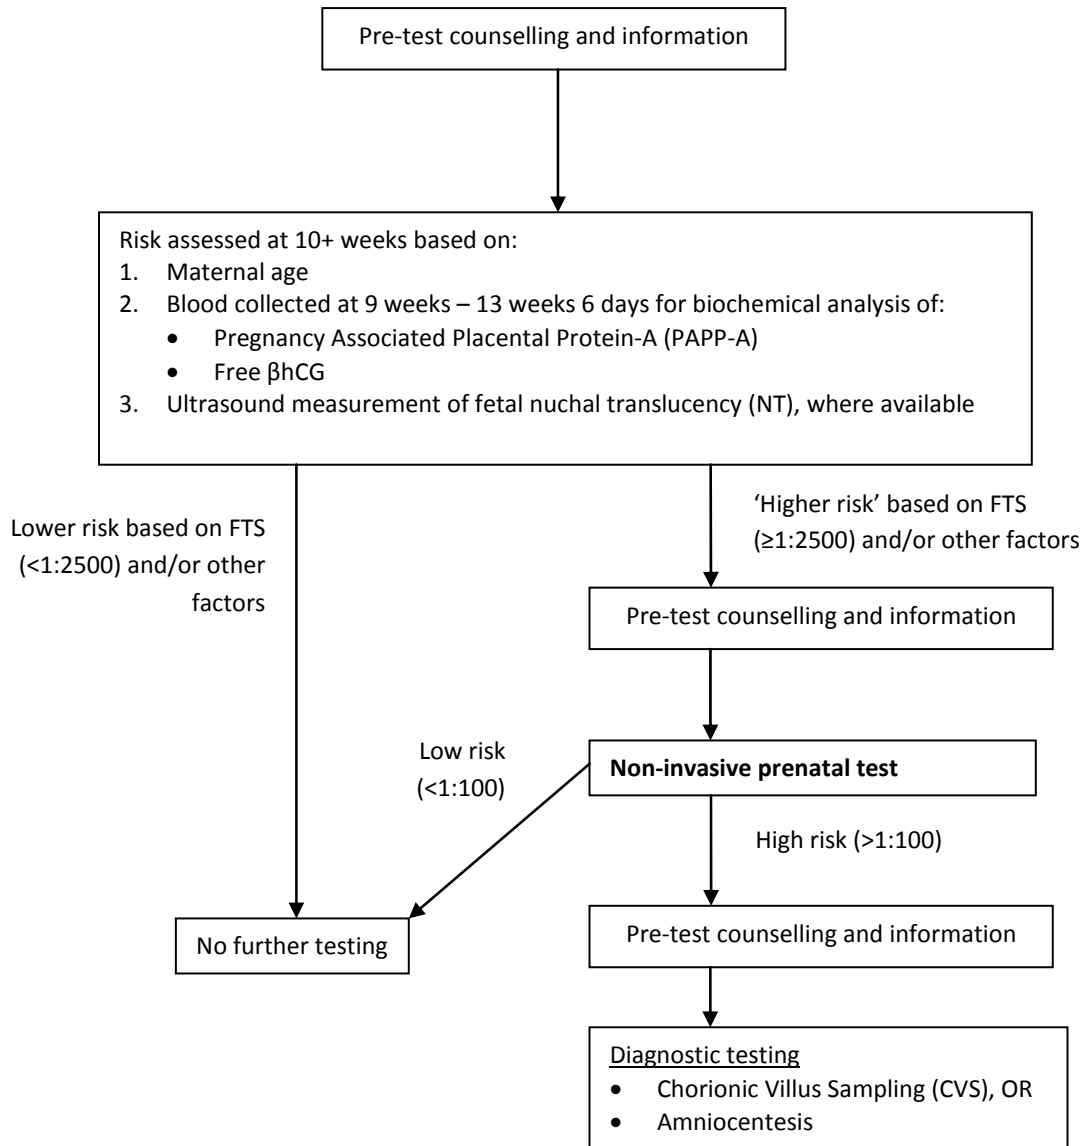 Pre-test counselling and information
Risk assessed at 10+ weeks based on:
1. Maternal age
2. Blood collected at 9 weeks – 13 weeks 6 days for biochemical analysis of:
• Pregnancy Associated Placental Protein-A (PAPP-A)
• Free βhCG
3. Ultrasound measurement of fetal nuchal translucency (NT), where available
Lower risk based on FTS
(<1:2500) and/or other
factors
‘Higher risk’ based on FTS
(≥1:2500) and/or other factors
Pre-test counselling and information
Low risk
(<1:100)
Non-invasive prenatal test
High risk (>1:100)
No further testing
Pre-test counselling and information
Diagnostic testing
• Chorionic Villus Sampling (CVS), OR
• Amniocentesis